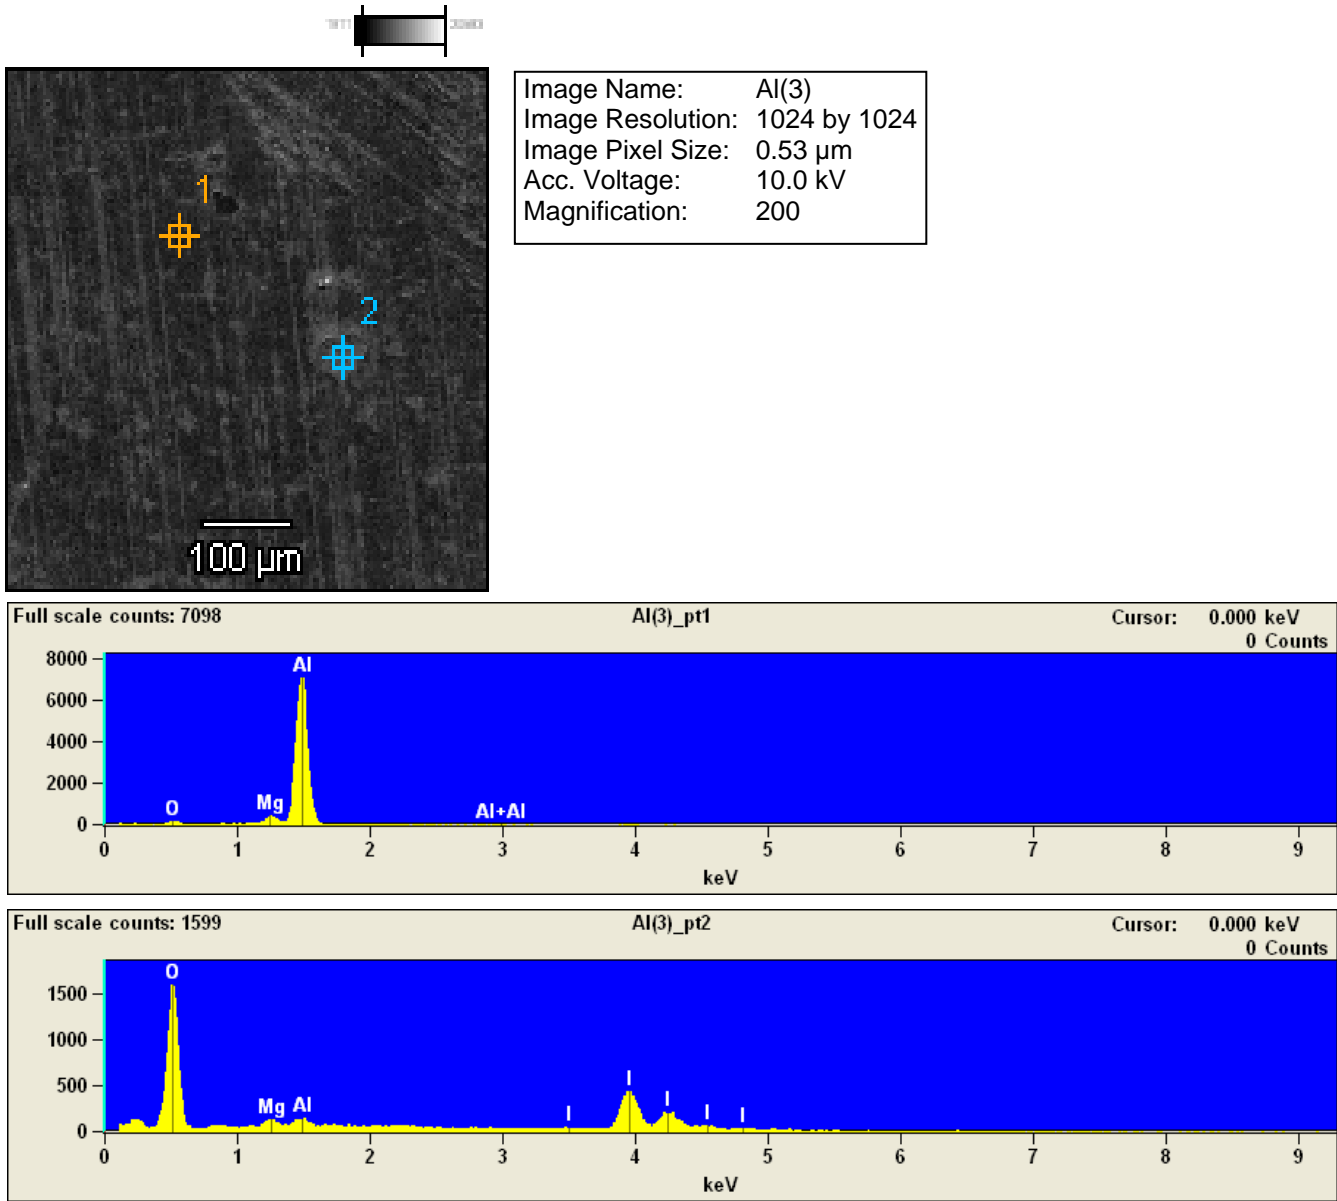 Image Name: Al(3)
Image Resolution: 1024 by 1024
Image Pixel Size: 0.53 µm
Acc. Voltage: 10.0 kV
Magnification: 200
1
2
100 µm
Full scale counts: 7098 Al(3)_pt1 Cursor: 0.000 keV
0 Counts
8000
6000
4000
2000
0
O Mg Al Al+Al
0 1 2 3 4 5 6 7 8 9
keV
Full scale counts: 1599 Al(3)_pt2 Cursor: 0.000 keV
0 Counts
1500
1000
500
0
O Mg Al I I I I I
0 1 2 3 4 5 6 7 8 9
keV